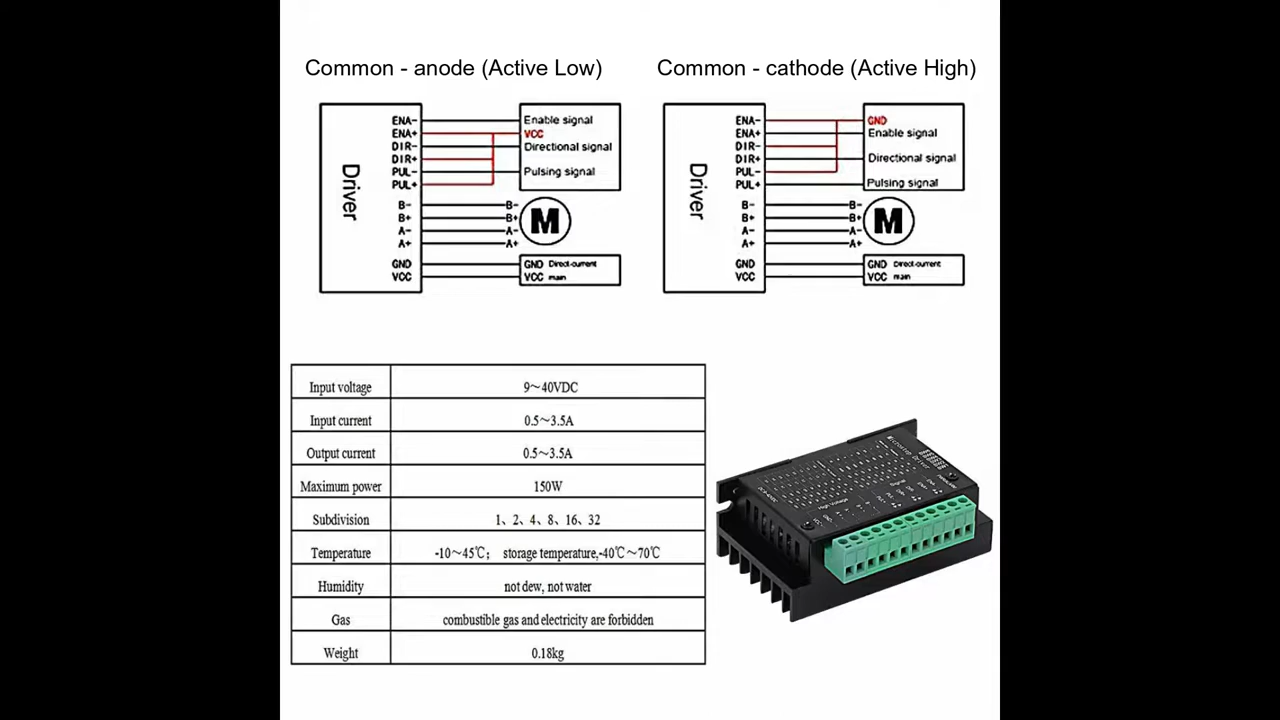 Common - anode (Active Low)
Common - cathode (Active High)
Driver
ENA-
ENA+
DIR-
DIR+
PUL-
PUL+
B-
B+
A-
A+
GND
VCC
Enable signal
VCC
Directional signal
Pulsing signal
B-
B+
A-
A+
M
GND Direct-current
VCC main
Driver
ENA-
ENA+
DIR-
DIR+
PUL-
PUL+
B-
B+
A-
A+
GND
VCC
GND
Enable signal
Directional signal
Pulsing signal
B-
B+
A-
A+
M
GND Direct-current
VCC main
Input voltage 9～40VDC
Input current 0.5～3.5A
Output current 0.5～3.5A
Maximum power 150W
Subdivision 1、2、4、8、16、32
Temperature -10～45℃； storage temperature,-40℃～70℃
Humidity not dew, not water
Gas combustible gas and electricity are forbidden
Weight 0.18kg
Microstep Driver
Signal
High Voltage